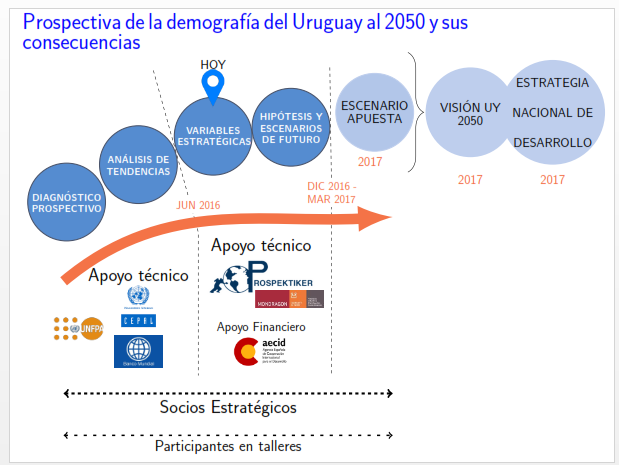 Prospectiva de la demografía del Uruguay al 2050 y sus
consecuencias
HOY
DIAGNÓSTICO
PROSPECTIVO
ANÁLISIS DE
TENDENCIAS
VARIABLES
ESTRATÉGICAS
HIPÓTESIS Y
ESCENARIOS
DE FUTURO
ESCENARIO
APUESTA
VISIÓN UY
2050
ESTRATEGIA
NACIONAL DE
DESARROLLO
2017
2017
2017
JUN 2016
DIC 2016 -
MAR 2017
Apoyo técnico
UNFPA
CEPAL
Banco Mundial
Apoyo técnico
PROSPEKTIKER
MONDRAGON
Apoyo Financiero
aecid
Socios Estratégicos
Participantes en talleres